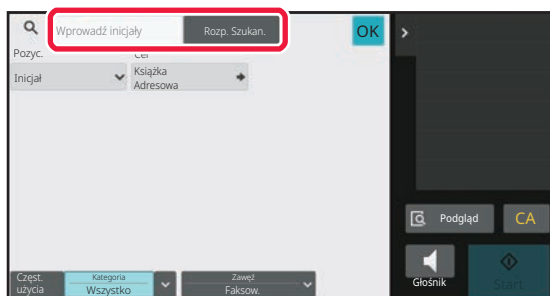 Wprowadź inicjały
Rozp. Szukan.
OK
Pozyc.
Cel
Inicjał
Książka
Adresowa
Podgląd
CA
Głośnik
Start
Częst.
użycia
Kategoria
Wszystko
Zawęź
Faksow.